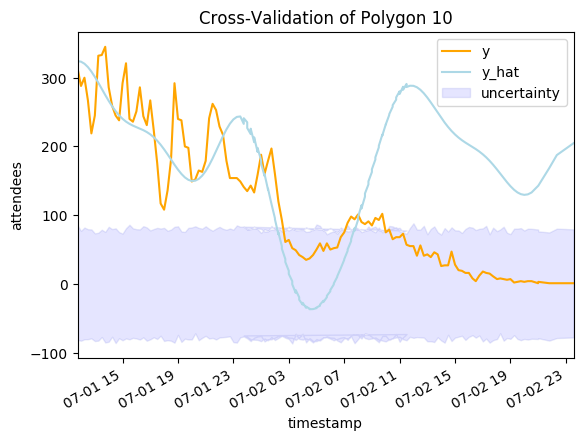 Cross-Validation of Polygon 10
y
y_hat
uncertainty
300
200
100
0
−100
attendees
07-01 15
07-01 19
07-01 23
07-02 03
07-02 07
07-02 11
07-02 15
07-02 19
07-02 23
timestamp